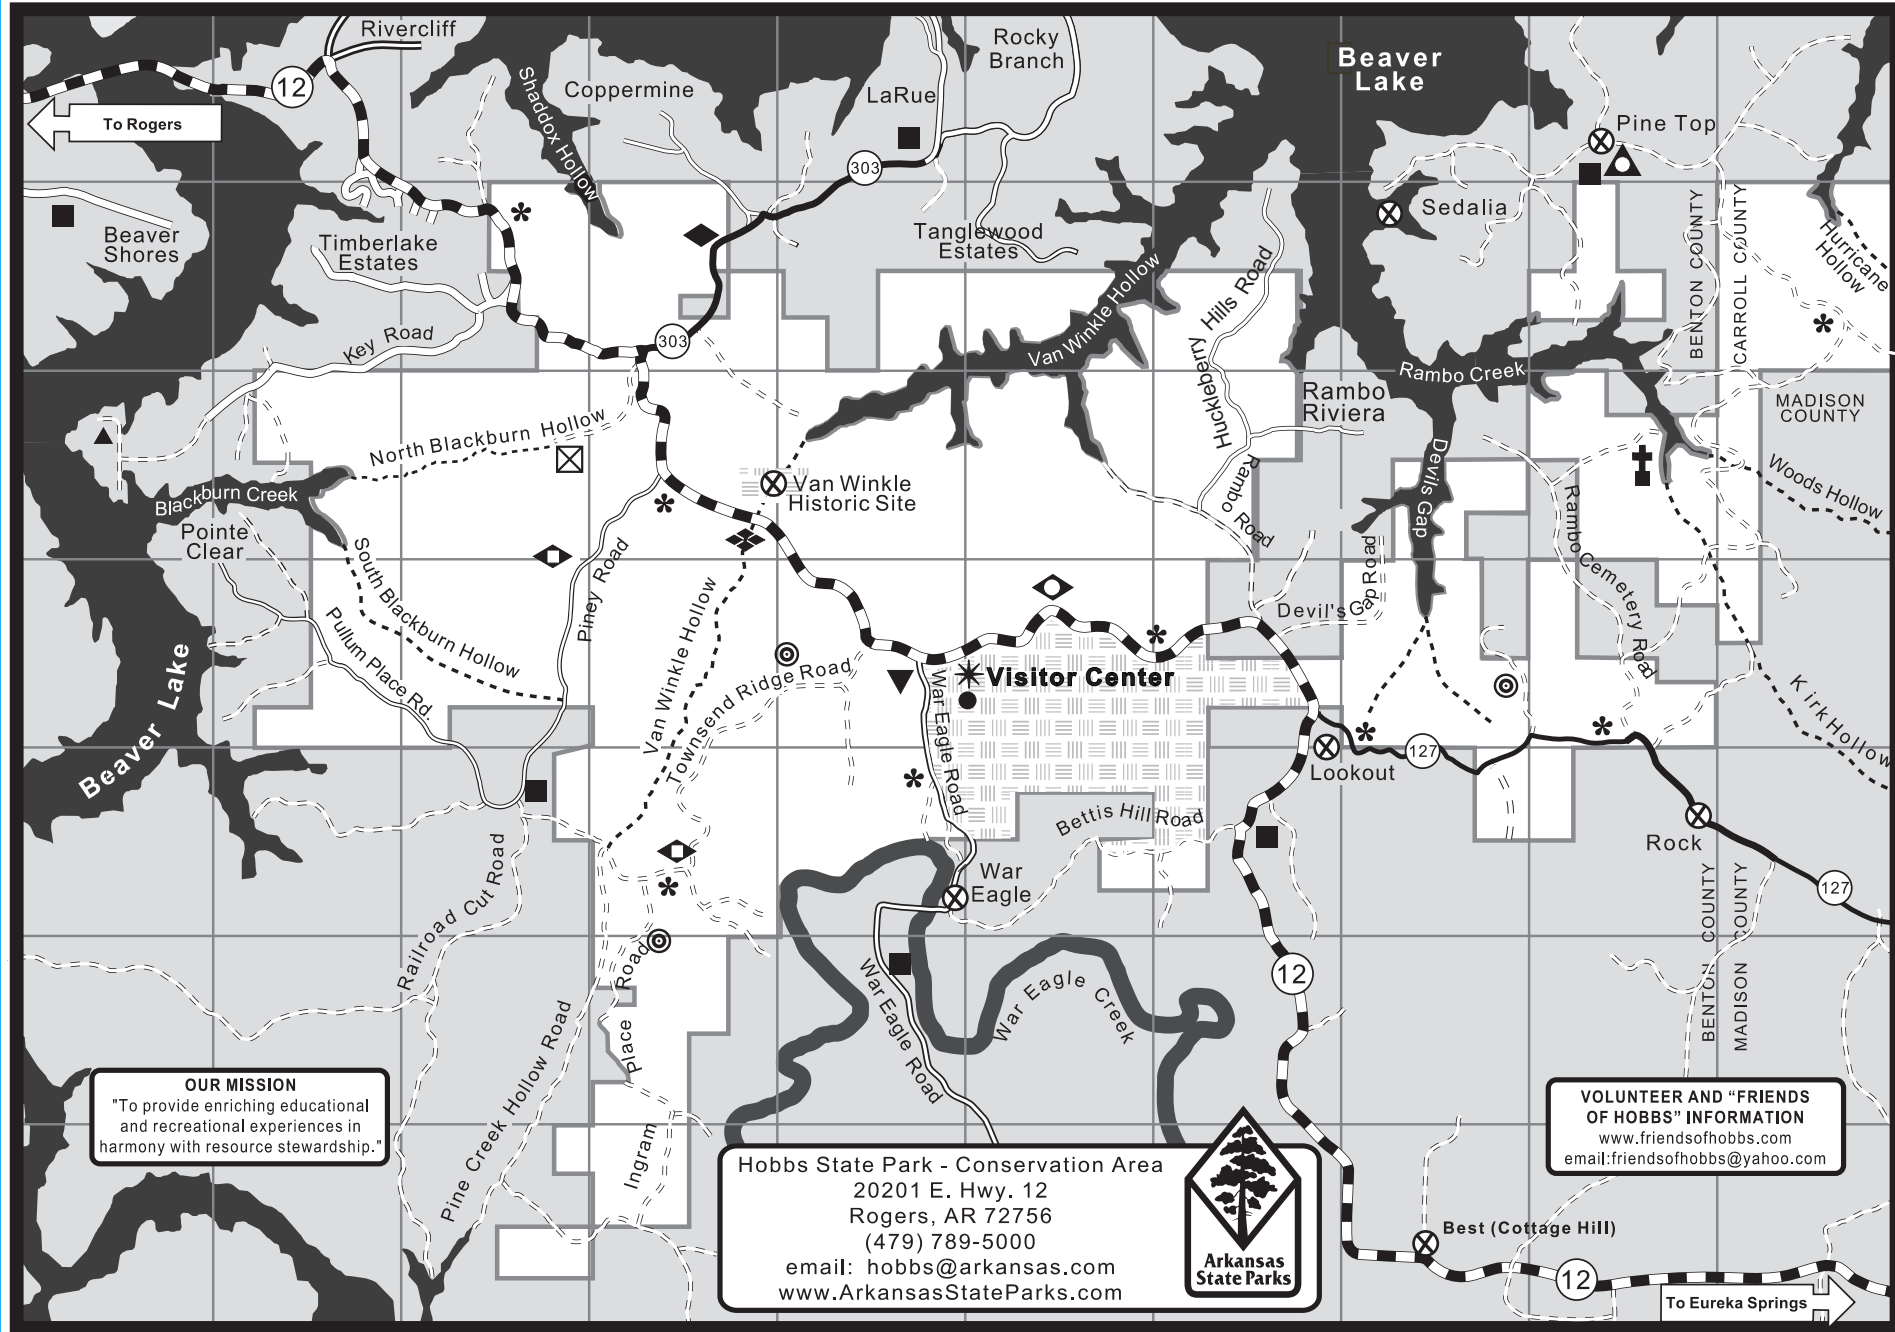 Rivercliff
12
To Rogers
Shaddox Hollow
Coppermine
LaRue
Rocky
Branch
303
Beaver
Lake
Pine Top
Sedalia
BENTON COUNTY
CARROLL COUNTY
Hurricane
Hollow
Beaver
Shores
Timberlake
Estates
Tanglewood
Estates
Key Road
303
Van Winkle Hollow
Huckleberry Hills Road
Rambo Creek
Rambo
Riviera
MADISON
COUNTY
North Blackburn Hollow
Blackburn Creek
Pointe
Clear
Van Winkle
Historic Site
Rambo Road
Devils Gap
Woods Hollow
South Blackburn Hollow
Piney Road
Van Winkle Hollow
Devil's Gap Road
Rambo Cemetery Road
Pullum Place Rd.
Townsend Ridge Road
Visitor Center
War Eagle Road
Kirk Hollow
Beaver Lake
127
Lookout
Bettis Hill Road
Rock
Railroad Cut Road
War
Eagle
127
BENTON COUNTY
MADISON COUNTY
12
War Eagle Creek
War Eagle Road
Pine Creek Hollow Road
Ingram Place Road
OUR MISSION
"To provide enriching educational
and recreational experiences in
harmony with resource stewardship."
VOLUNTEER AND “FRIENDS
OF HOBBS” INFORMATION
www.friendsofhobbs.com
email:friendsofhobbs@yahoo.com
Hobbs State Park - Conservation Area
20201 E. Hwy. 12
Rogers, AR 72756
(479) 789-5000
email: hobbs@arkansas.com
www.ArkansasStateParks.com
Arkansas
State Parks
Best (Cottage Hill)
12
To Eureka Springs